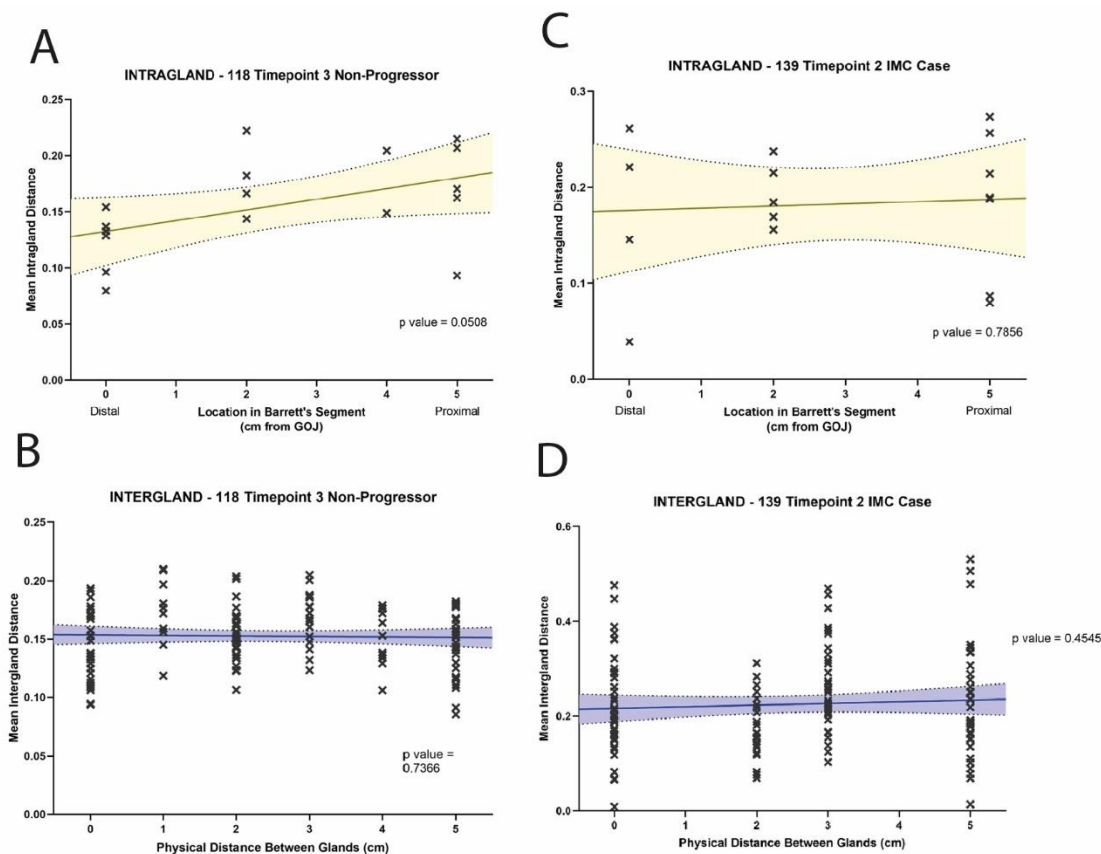 A
INTRAGLAND - 118 Timepoint 3 Non-Progressor
Mean Intragland Distance
0.25
0.20
0.15
0.10
0.05
0.00
p value = 0.0508
0 1 2 3 4 5
Distal Proximal
Location in Barrett's Segment
(cm from GOJ)
C
INTRAGLAND - 139 Timepoint 2 IMC Case
Mean Intragland Distance
0.3
0.2
0.1
0.0
p value = 0.7856
0 1 2 3 4 5
Distal Proximal
Location in Barrett's Segment
(cm from GOJ)
B
INTERGLAND - 118 Timepoint 3 Non-Progressor
Mean Intergland Distance
0.25
0.20
0.15
0.10
0.05
0.00
p value =
0.7366
0 1 2 3 4 5
Physical Distance Between Glands (cm)
D
INTERGLAND - 139 Timepoint 2 IMC Case
Mean Intergland Distance
0.6
0.4
0.2
0.0
p value = 0.4545
0 1 2 3 4 5
Physical Distance Between Glands (cm)